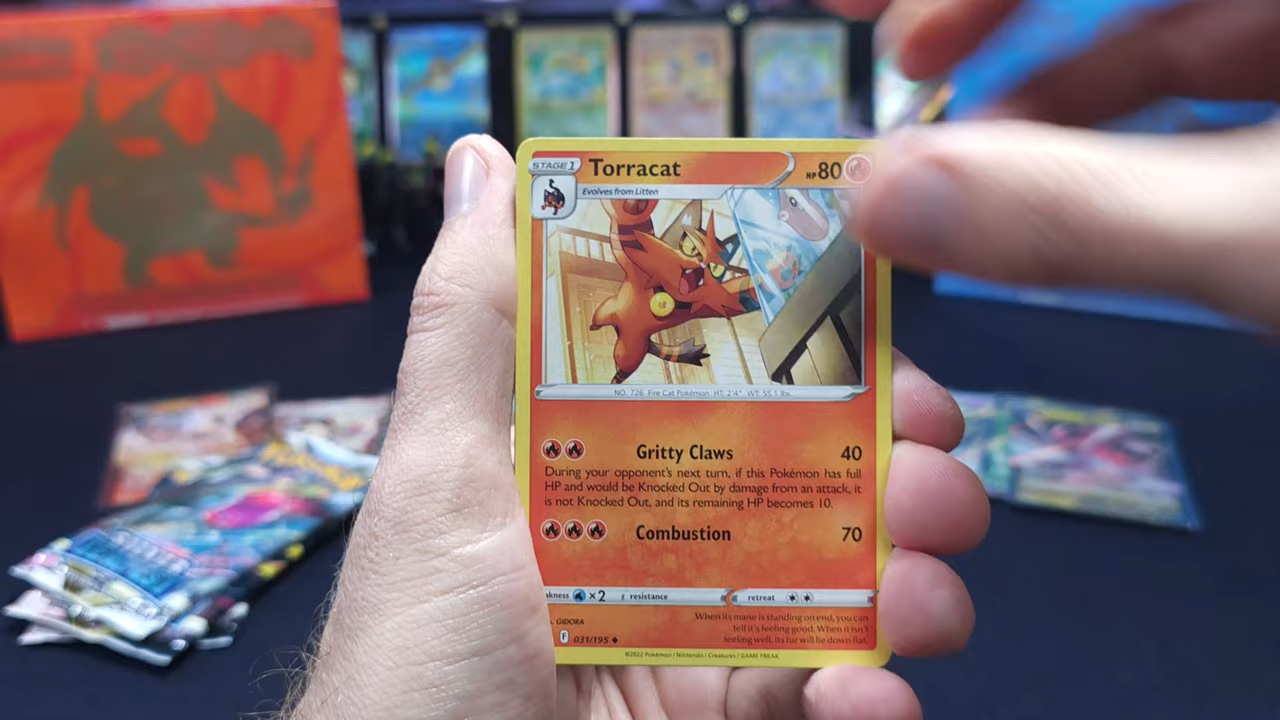 STAGE 1 Torracat HP 80
Evolves from Litten
NO. 726 Fire Cat Pokémon HT: 2'4" WT: 55.1 lbs.
Gritty Claws 40
During your opponent's next turn, if this Pokémon has full
HP and would be Knocked Out by damage from an attack, it
is not Knocked Out, and its remaining HP becomes 10.
Combustion 70
×2 resistance retreat
GIDORA
When its mane is standing on end, you can
tell it's feeling good. When it isn't
feeling well, its fur will lie down flat.
F 031/195
©2022 Pokémon / Nintendo / Creatures / GAME FREAK